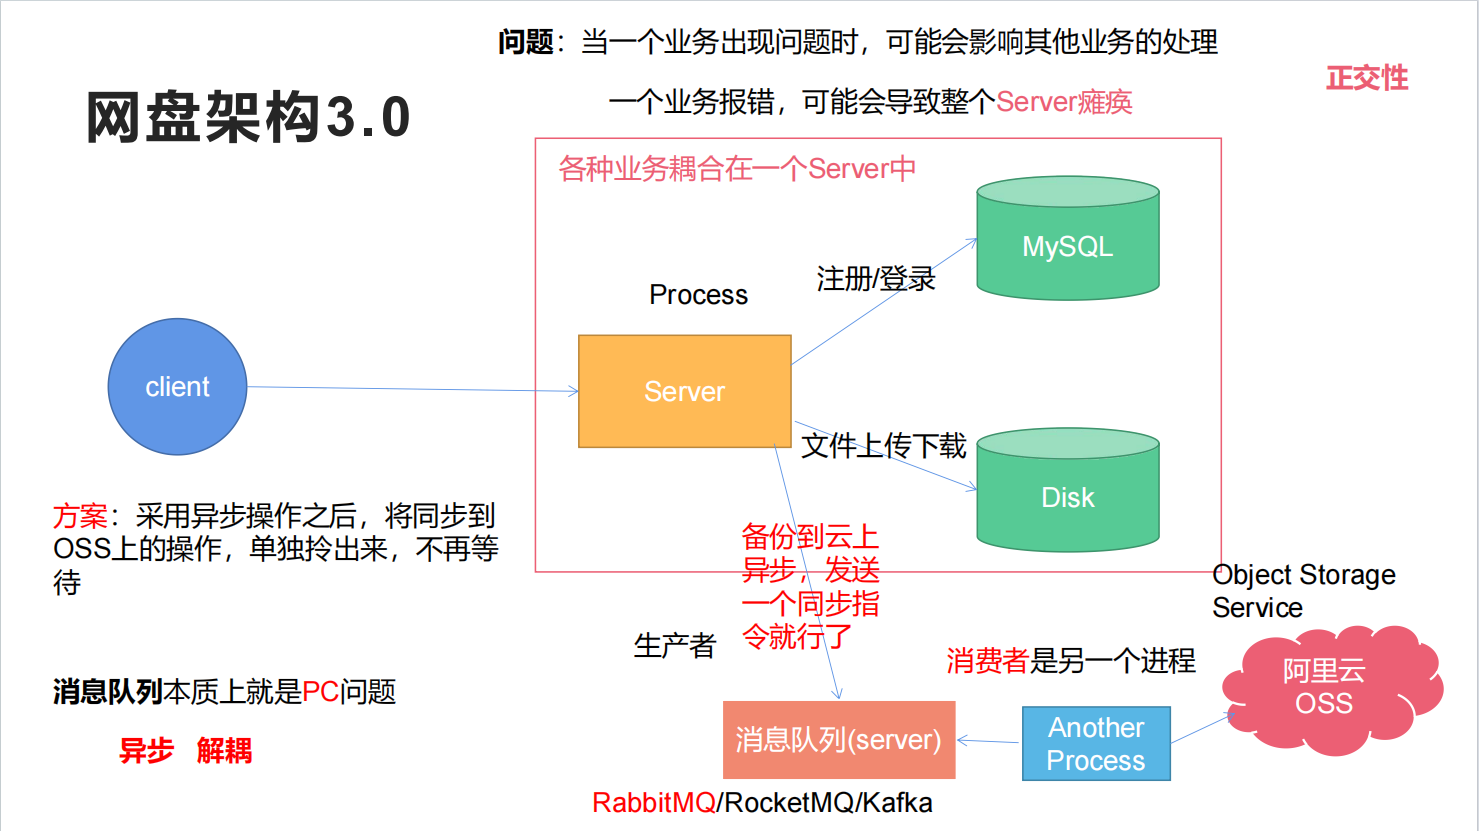 问题：当一个业务出现问题时，可能会影响其他业务的处理
正交性
网盘架构3.0
一个业务报错，可能会导致整个Server瘫痪
各种业务耦合在一个Server中
MySQL
注册/登录
Process
client
Server
文件上传下载
Disk
方案：采用异步操作之后，将同步到
OSS上的操作，单独拎出来，不再等
待
备份到云上
异步，发送
一个同步指
令就行了
Object Storage
Service
生产者
消费者是另一个进程
阿里云
OSS
消息队列本质上就是PC问题
异步 解耦
消息队列(server)
Another
Process
RabbitMQ/RocketMQ/Kafka